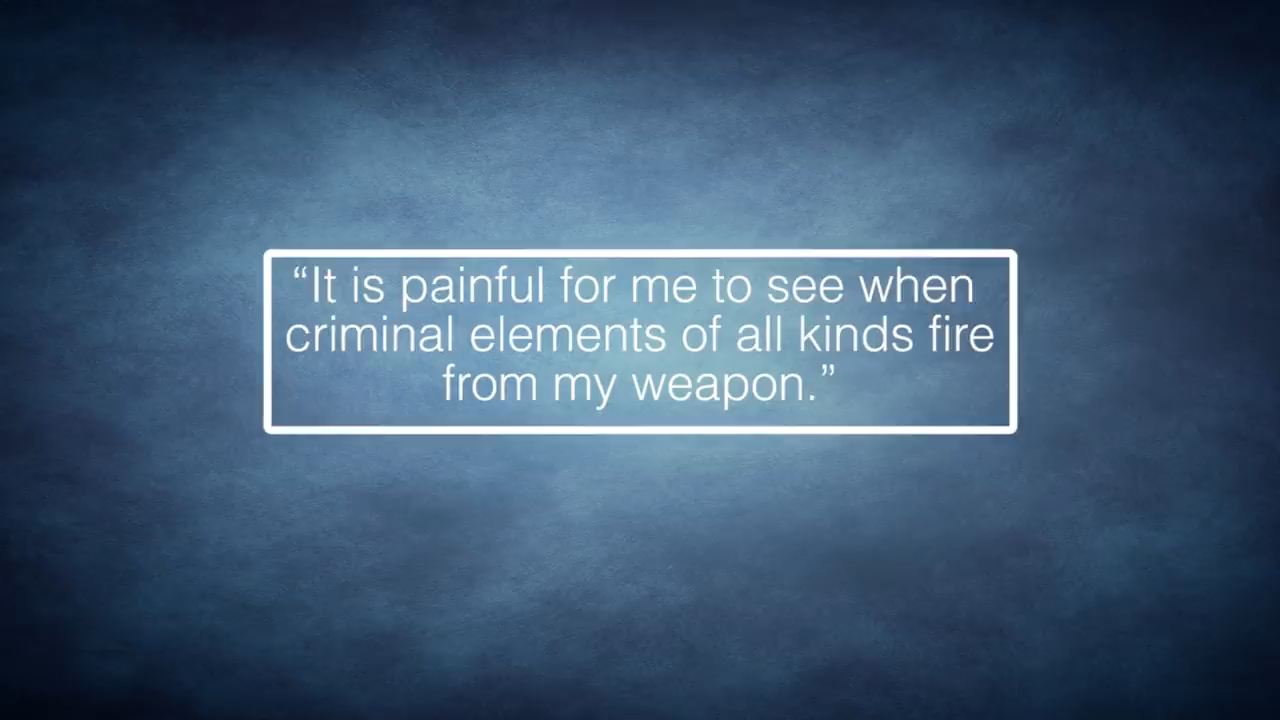 “It is painful for me to see when
criminal elements of all kinds fire
from my weapon.”